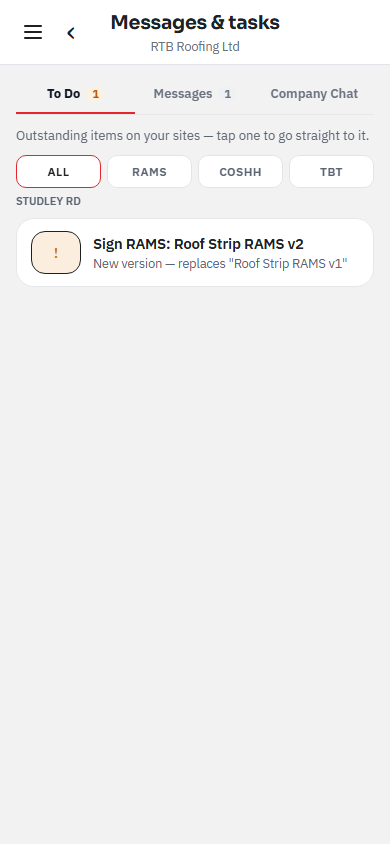 Messages & tasks
RTB Roofing Ltd
To Do 1 Messages 1 Company Chat
Outstanding items on your sites — tap one to go straight to it.
ALL RAMS COSHH TBT
STUDLEY RD
! Sign RAMS: Roof Strip RAMS v2
New version — replaces "Roof Strip RAMS v1"